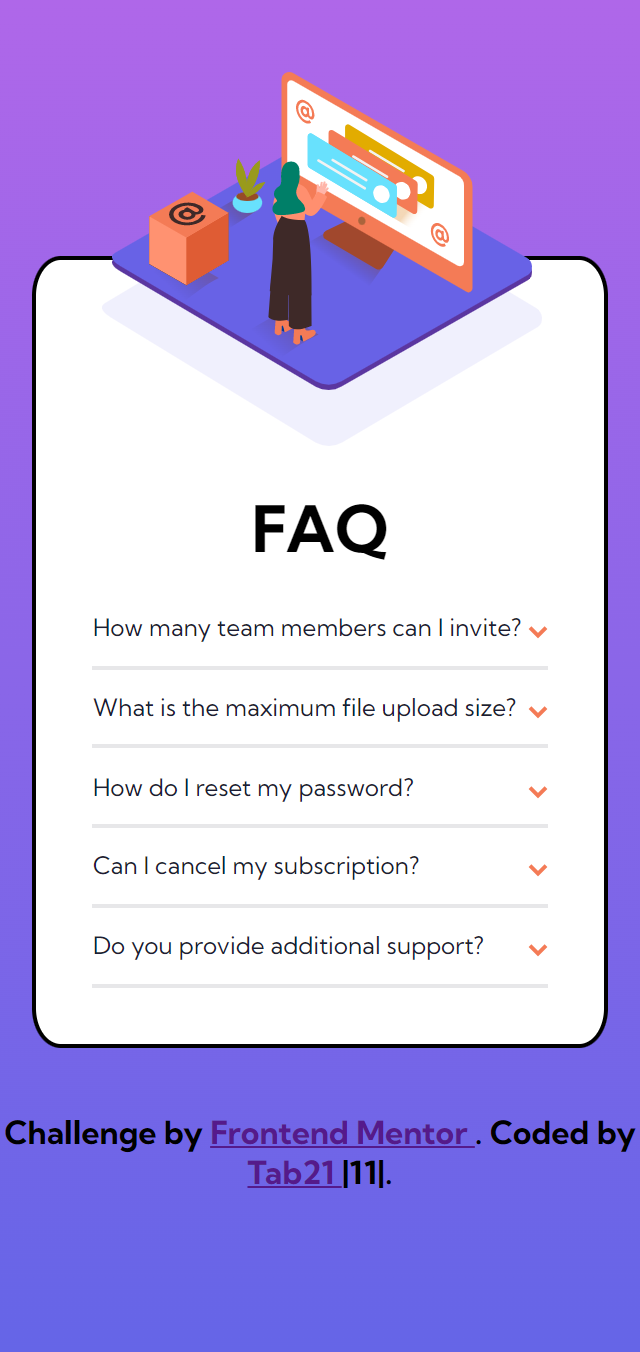 @
@
@
FAQ
How many team members can I invite?
What is the maximum file upload size?
How do I reset my password?
Can I cancel my subscription?
Do you provide additional support?
Challenge by Frontend Mentor . Coded by
Tab21 |11|.